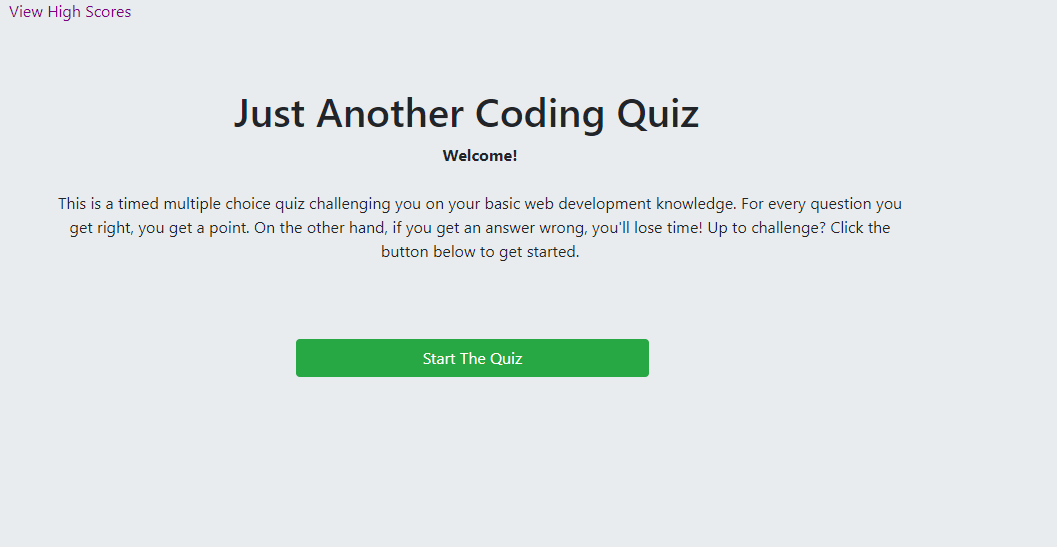 View High Scores
Just Another Coding Quiz
Welcome!
This is a timed multiple choice quiz challenging you on your basic web development knowledge. For every question you
get right, you get a point. On the other hand, if you get an answer wrong, you'll lose time! Up to challenge? Click the
button below to get started.
Start The Quiz